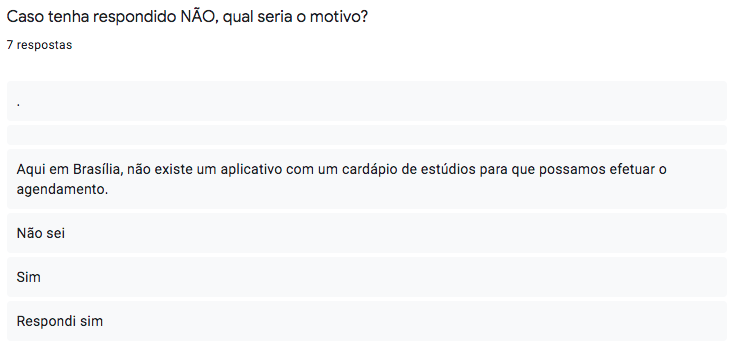 Caso tenha respondido NÃO, qual seria o motivo?
7 respostas
.
Aqui em Brasília, não existe um aplicativo com um cardápio de estúdios para que possamos efetuar o
agendamento.
Não sei
Sim
Respondi sim